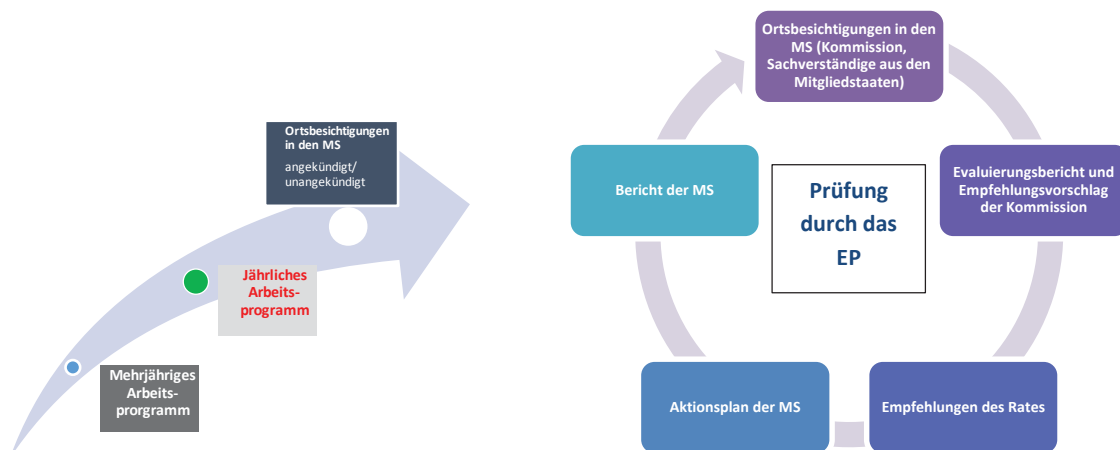 Ortsbesichtigungen
in den MS
angekündigt/
unangekündigt
Jährliches
Arbeits-
programm
Mehrjähriges
Arbeits-
prorgramm
Ortsbesichtigungen in den
MS (Kommission,
Sachverständige aus den
Mitgliedstaaten)
Evaluierungsbericht und
Empfehlungsvorschlag
der Kommission
Empfehlungen des Rates
Aktionsplan der MS
Bericht der MS
Prüfung
durch das
EP